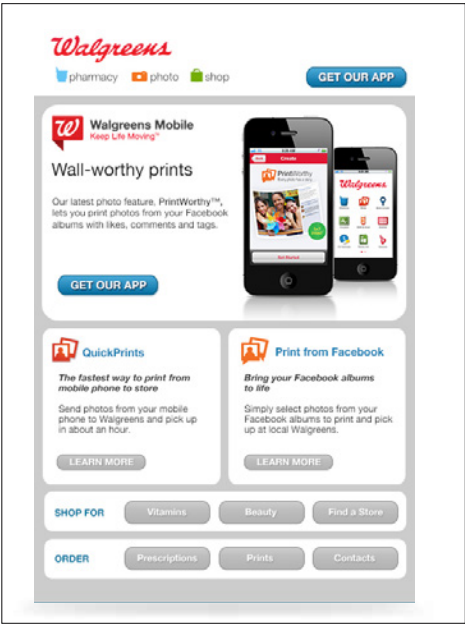 Walgreens
pharmacy photo shop
GET OUR APP
Walgreens Mobile
Keep Life Moving™
Wall-worthy prints
Our latest photo feature, PrintWorthy™,
lets you print photos from your Facebook
albums with likes, comments and tags.
GET OUR APP
Create
PrintWorthy
Get Started
Walgreens
QuickPrints
The fastest way to print from
mobile phone to store
Send photos from your mobile
phone to Walgreens and pick up
in about an hour.
LEARN MORE
Print from Facebook
Bring your Facebook albums
to life
Simply select photos from your
Facebook albums to print and pick
up at local Walgreens.
LEARN MORE
SHOP FOR Vitamins Beauty Find a Store
ORDER Prescriptions Prints Contacts